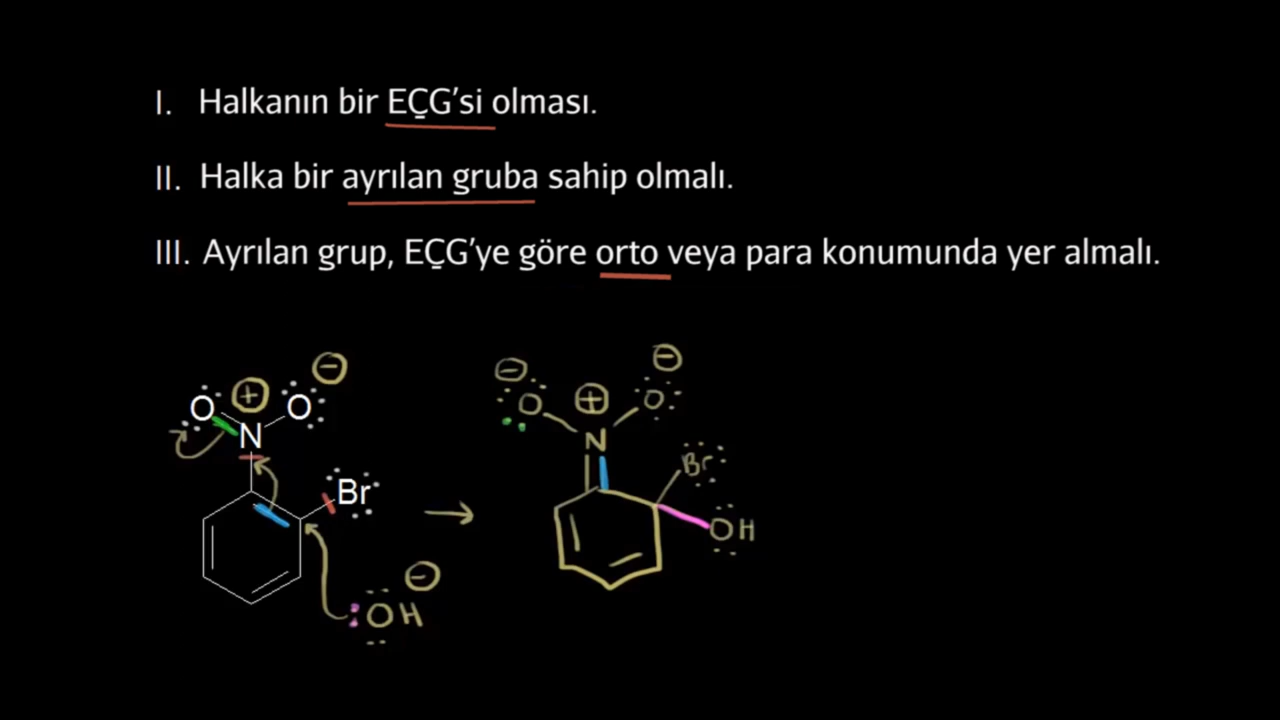 I. Halkanın bir EÇG'si olması.
II. Halka bir ayrılan gruba sahip olmalı.
III. Ayrılan grup, EÇG'ye göre orto veya para konumunda yer almalı.
O + O −
N
Br
− O + O −
N
Br
OH
− OH